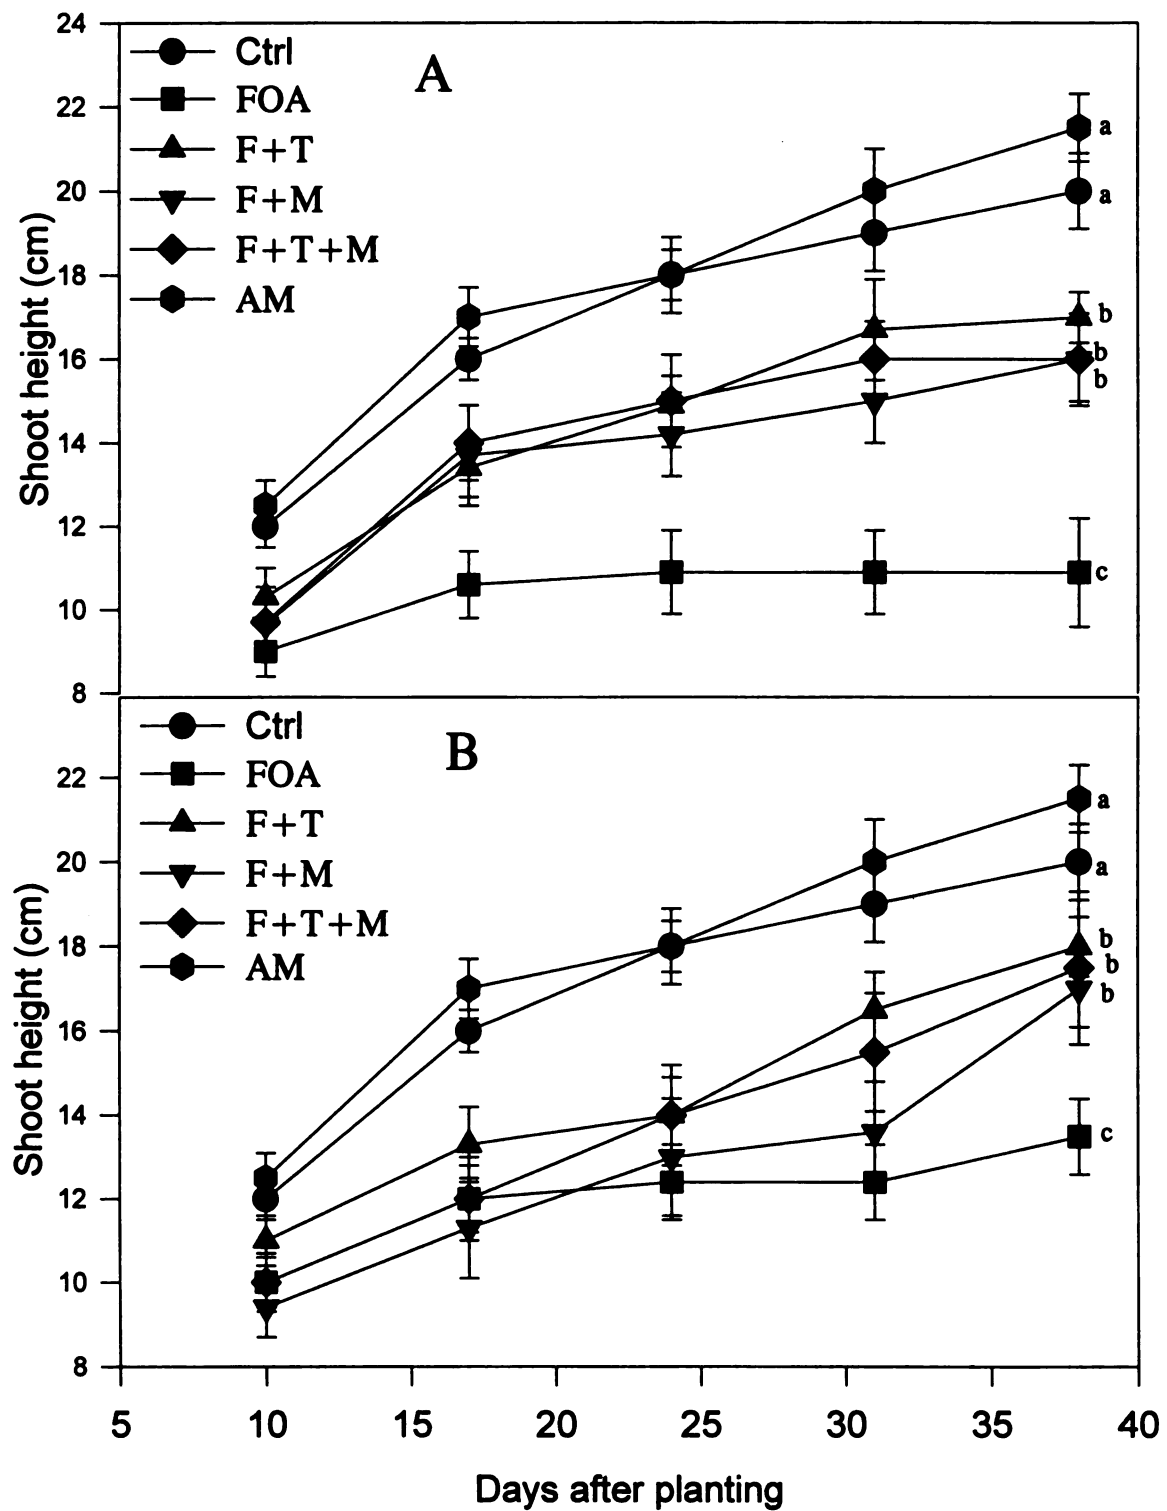 24
22
20
18
16
14
12
10
8
Shoot height (cm)
Ctrl
FOA
F+T
F+M
F+T+M
AM
A
a
a
b
b
b
c
22
20
18
16
14
12
10
8
Shoot height (cm)
Ctrl
FOA
F+T
F+M
F+T+M
AM
B
a
a
b
b
b
c
5 10 15 20 25 30 35 40
Days after planting